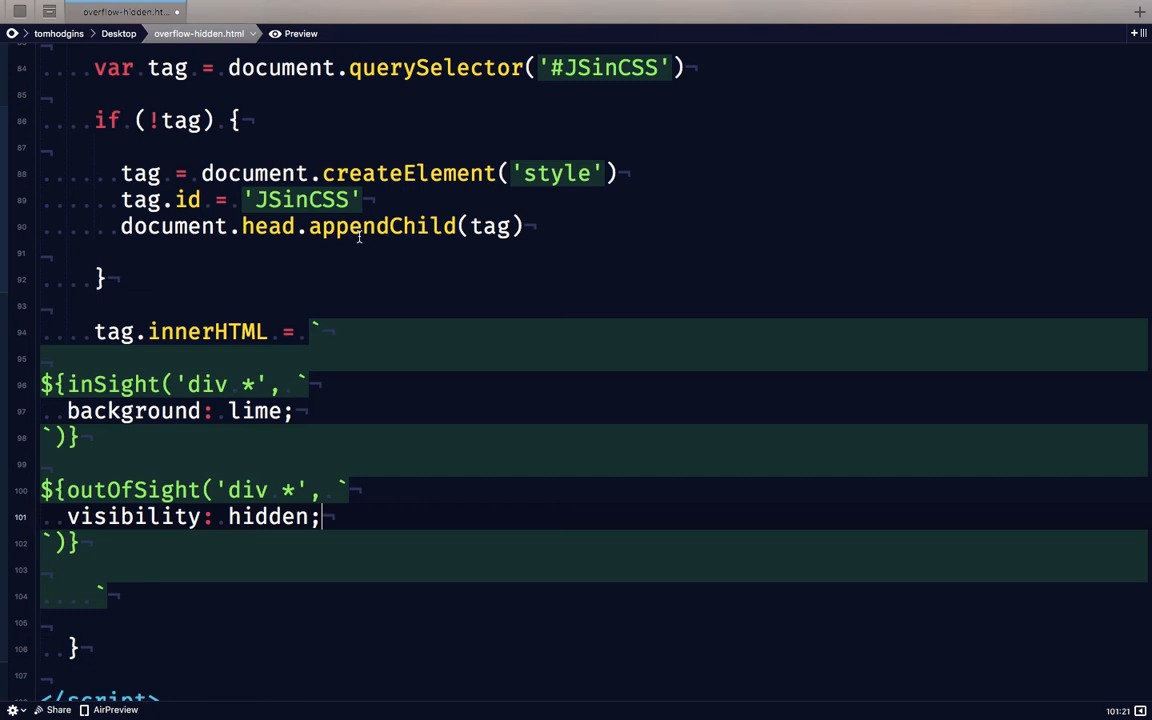 overflow-hidden.ht...
tomhodgins Desktop overflow-hidden.html Preview
84 var tag = document.querySelector('#JSinCSS')
85
86 if (!tag) {
87
88 tag = document.createElement('style')
89 tag.id = 'JSinCSS'
90 document.head.appendChild(tag)
91
92 }
93
94 tag.innerHTML = `
95
96 ${inSight('div *', `
97 background: lime;
98 `)}
99
100 ${outOfSight('div *', `
101 visibility: hidden;
102 `)}
103
104 `
105
106 }
107
</script>
Share AirPreview 101:21